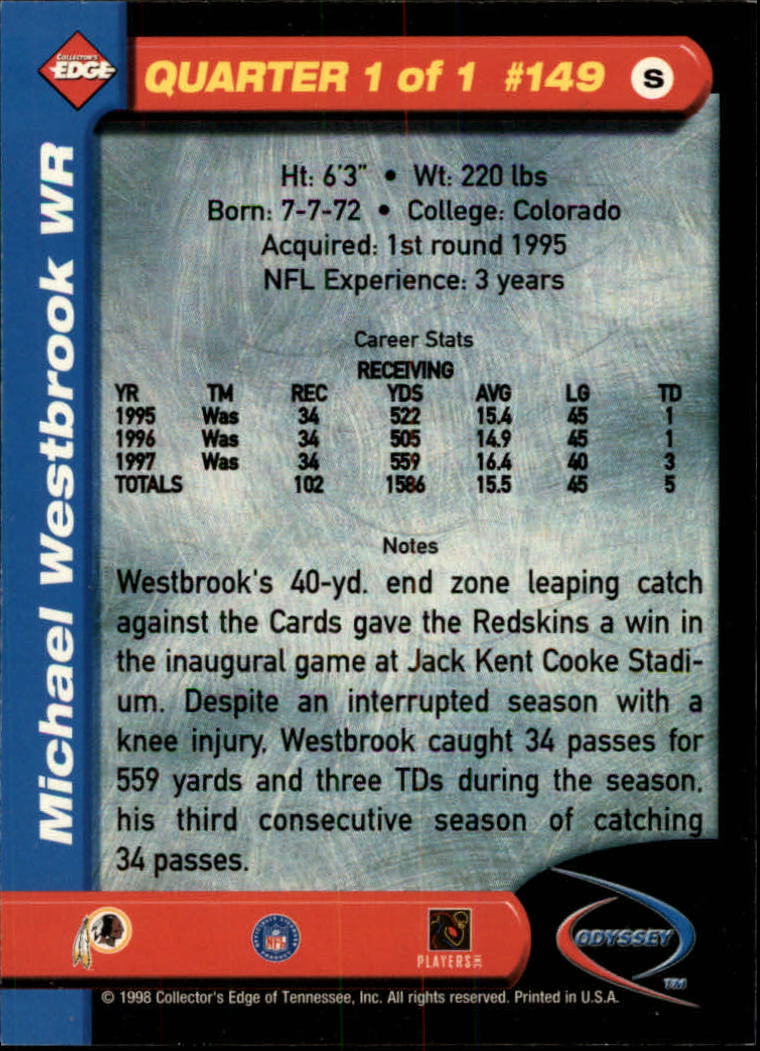 COLLECTOR'S
EDGE
QUARTER 1 of 1 #149 S
Michael Westbrook WR
Ht: 6'3" • Wt: 220 lbs
Born: 7-7-72 • College: Colorado
Acquired: 1st round 1995
NFL Experience: 3 years
Career Stats
RECEIVING
YR TM REC YDS AVG LG TD
1995 Was 34 522 15.4 45 1
1996 Was 34 505 14.9 45 1
1997 Was 34 559 16.4 40 3
TOTALS 102 1586 15.5 45 5
Notes
Westbrook's 40-yd. end zone leaping catch
against the Cards gave the Redskins a win in
the inaugural game at Jack Kent Cooke Stadi-
um. Despite an interrupted season with a
knee injury, Westbrook caught 34 passes for
559 yards and three TDs during the season,
his third consecutive season of catching
34 passes.
NFL
PLAYERS
ODYSSEY
TM
© 1998 Collector's Edge of Tennessee, Inc. All rights reserved. Printed in U.S.A.